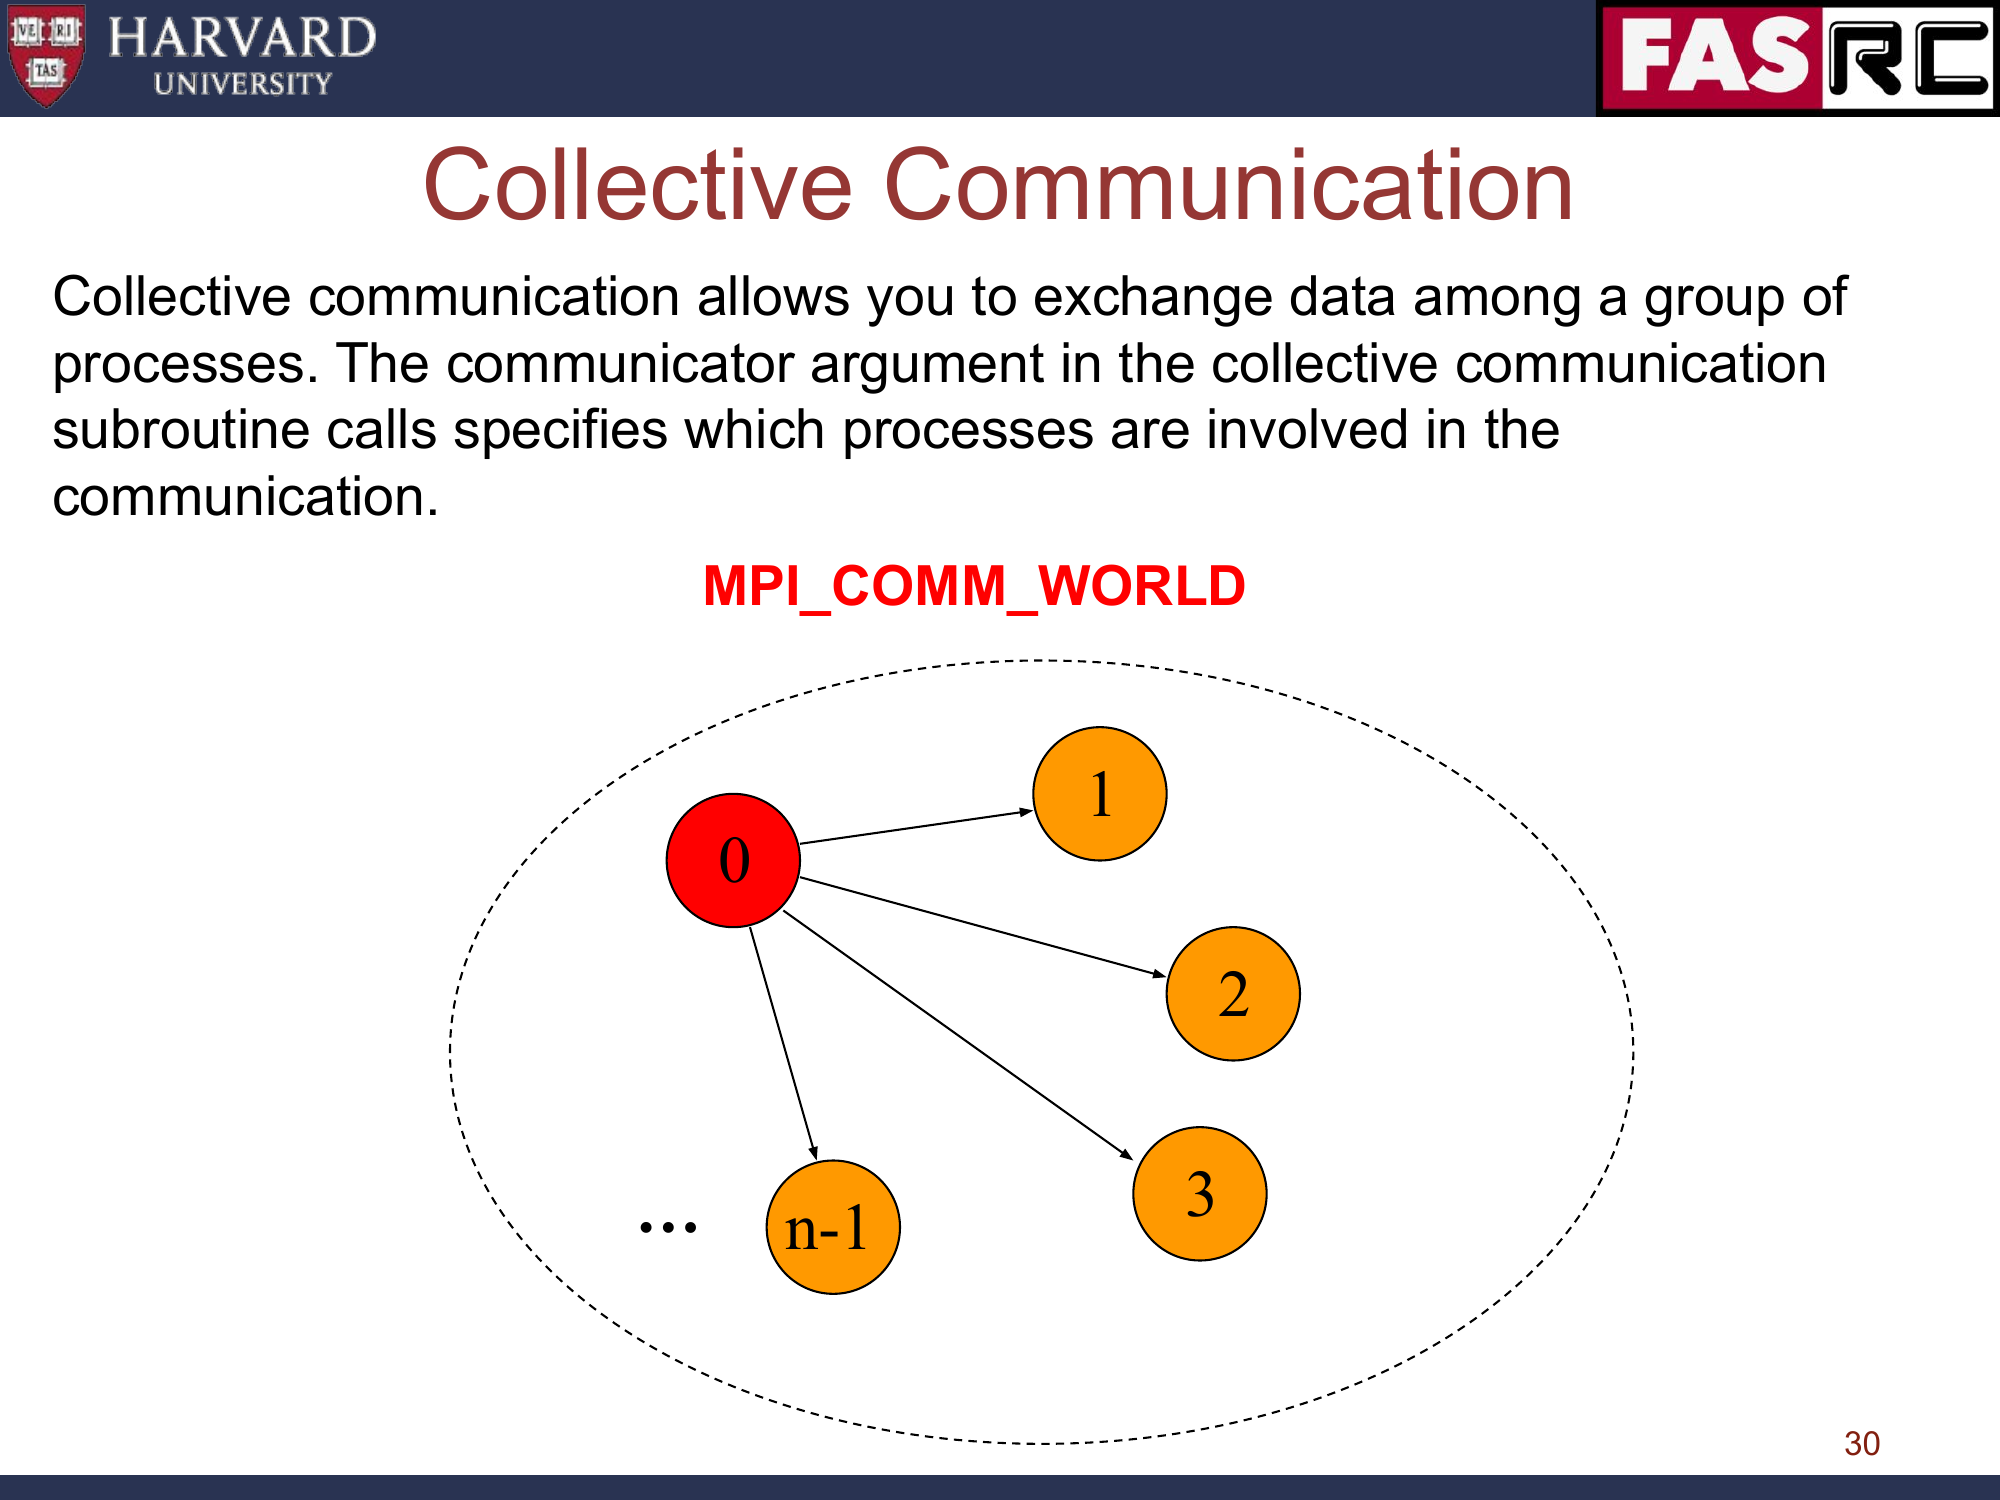 VE RI
TAS
HARVARD
UNIVERSITY
FAS RC
Collective Communication
Collective communication allows you to exchange data among a group of
processes. The communicator argument in the collective communication
subroutine calls specifies which processes are involved in the
communication.
MPI_COMM_WORLD
1
0
2
3
... n-1
30